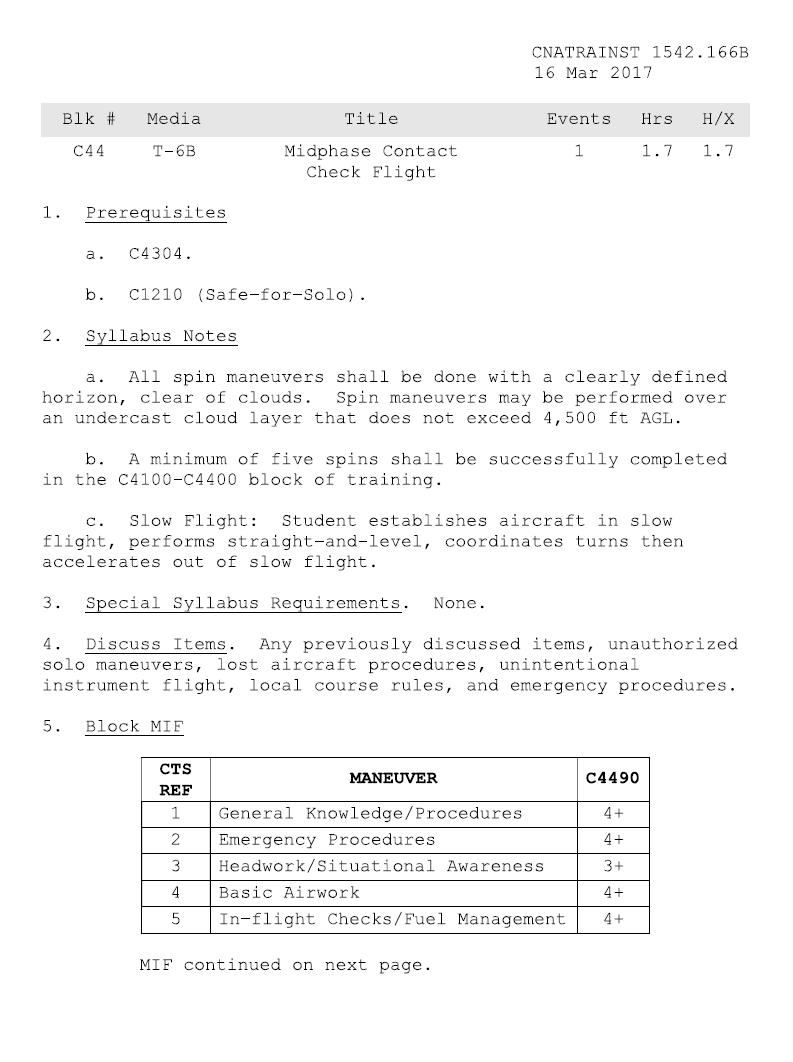 CNATRAINST 1542.166B
16 Mar 2017
Blk # Media Title Events Hrs H/X
C44 T-6B Midphase Contact 1 1.7 1.7
Check Flight
1. Prerequisites
a. C4304.
b. C1210 (Safe-for-Solo).
2. Syllabus Notes
a. All spin maneuvers shall be done with a clearly defined
horizon, clear of clouds. Spin maneuvers may be performed over
an undercast cloud layer that does not exceed 4,500 ft AGL.
b. A minimum of five spins shall be successfully completed
in the C4100-C4400 block of training.
c. Slow Flight: Student establishes aircraft in slow
flight, performs straight-and-level, coordinates turns then
accelerates out of slow flight.
3. Special Syllabus Requirements. None.
4. Discuss Items. Any previously discussed items, unauthorized
solo maneuvers, lost aircraft procedures, unintentional
instrument flight, local course rules, and emergency procedures.
5. Block MIF
CTS REF MANEUVER C4490
1 General Knowledge/Procedures 4+
2 Emergency Procedures 4+
3 Headwork/Situational Awareness 3+
4 Basic Airwork 4+
5 In-flight Checks/Fuel Management 4+
MIF continued on next page.